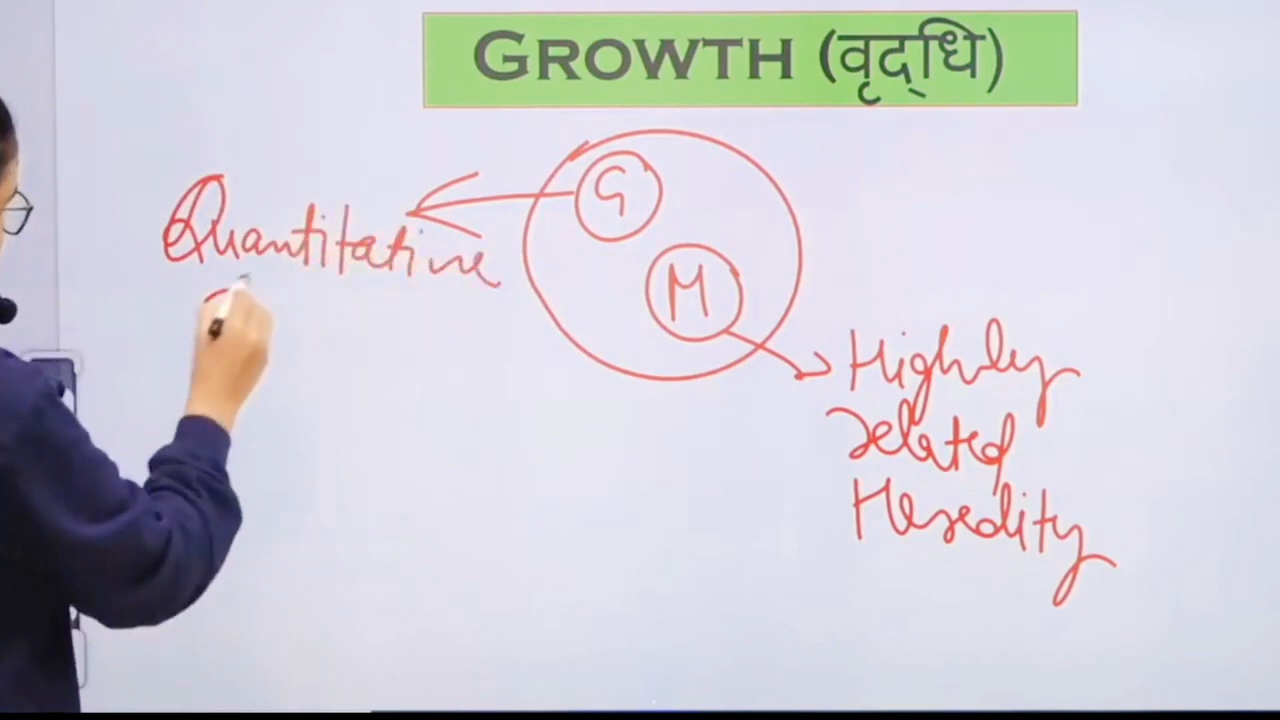 GROWTH (वृद्धि)
G
Quantitative
M
Highly
related
Heredity